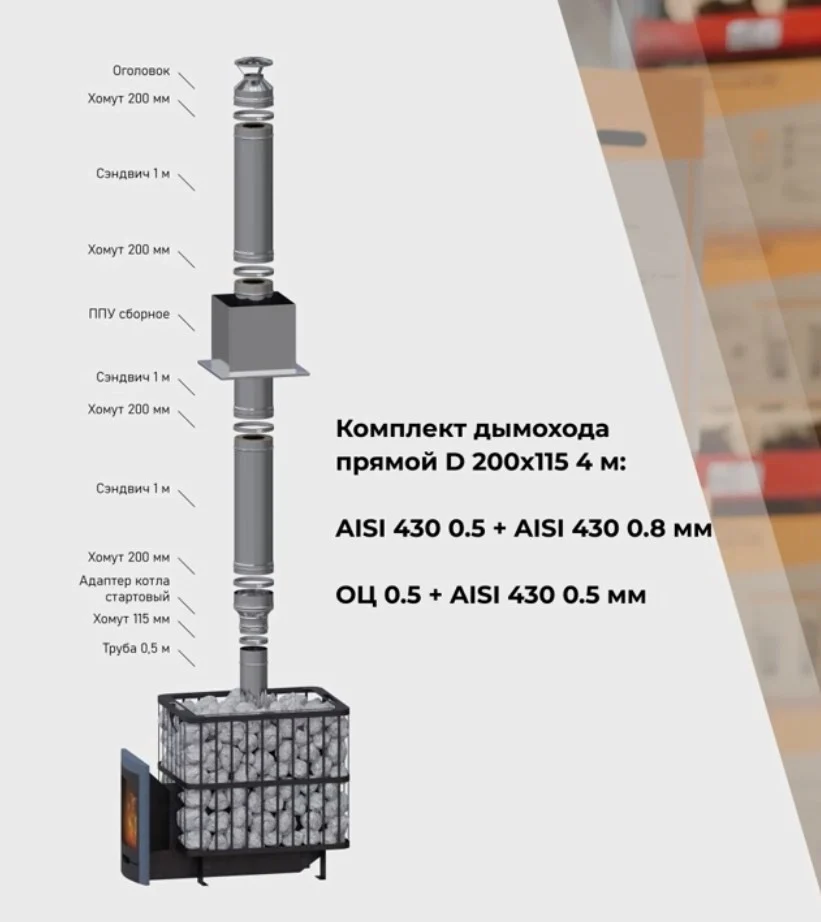 Оголовок
Хомут 200 мм
Сэндвич 1 м
Хомут 200 мм
ППУ сборное
Сэндвич 1 м
Хомут 200 мм
Сэндвич 1 м
Хомут 200 мм
Адаптер котла
стартовый
Хомут 115 мм
Труба 0,5 м
Комплект дымохода
прямой D 200х115 4 м:
AISI 430 0.5 + AISI 430 0.8 мм
ОЦ 0.5 + AISI 430 0.5 мм